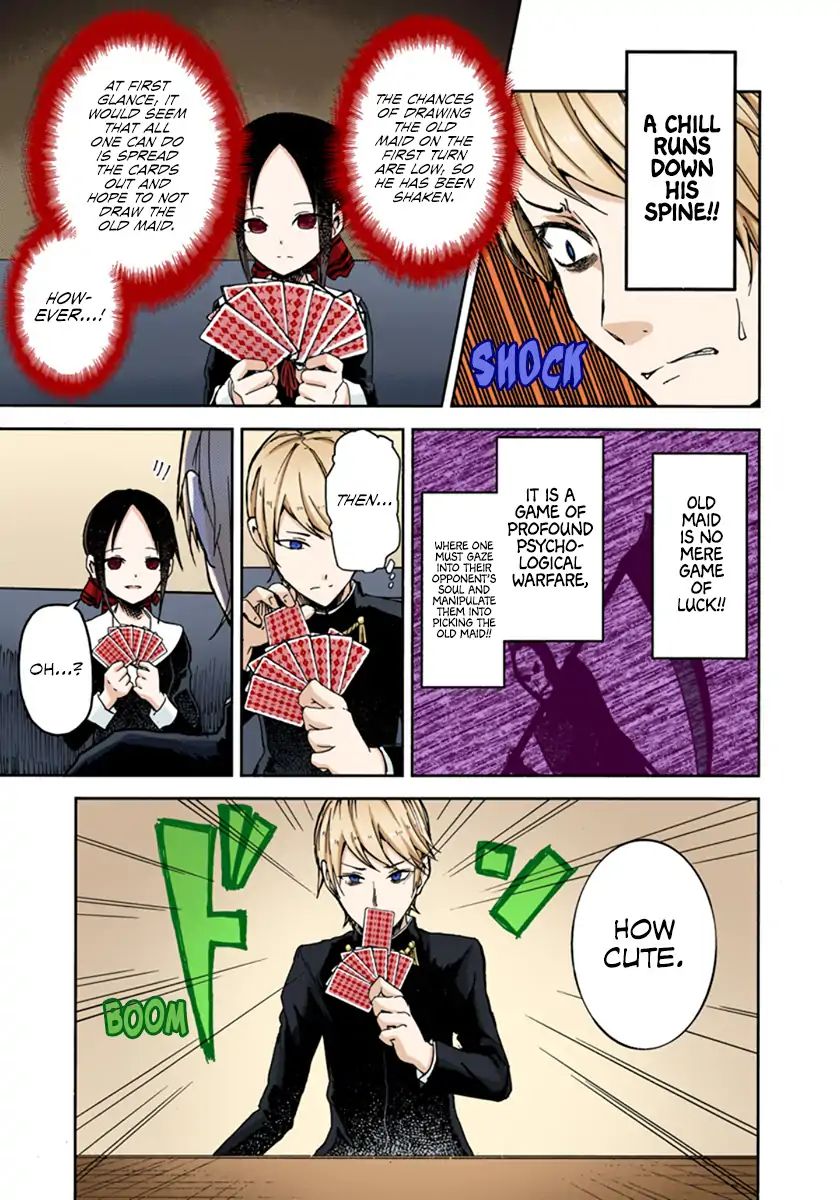 A CHILL
RUNS
DOWN
HIS
SPINE!!
SHOCK
THE CHANCES
OF DRAWING
THE OLD
MAID ON
THE FIRST
TURN ARE
LOW, SO
HE HAS BEEN
SHAKEN.
AT FIRST
GLANCE, IT
WOULD SEEM
THAT ALL
ONE CAN DO
IS SPREAD
THE CARDS
OUT AND
HOPE TO NOT
DRAW THE
OLD MAID.
HOW-
EVER...!
OLD
MAID IS
NO MERE
GAME OF
LUCK!!
IT IS A
GAME OF
PROFOUND
PSYCHO-
LOGICAL
WARFARE,
WHERE ONE
MUST GAZE
INTO THEIR
OPPONENT'S
SOUL AND
MANIPULATE
THEM INTO
PICKING THE
OLD MAID!!
THEN...
OH...?
HOW
CUTE.
ドン
BOOM